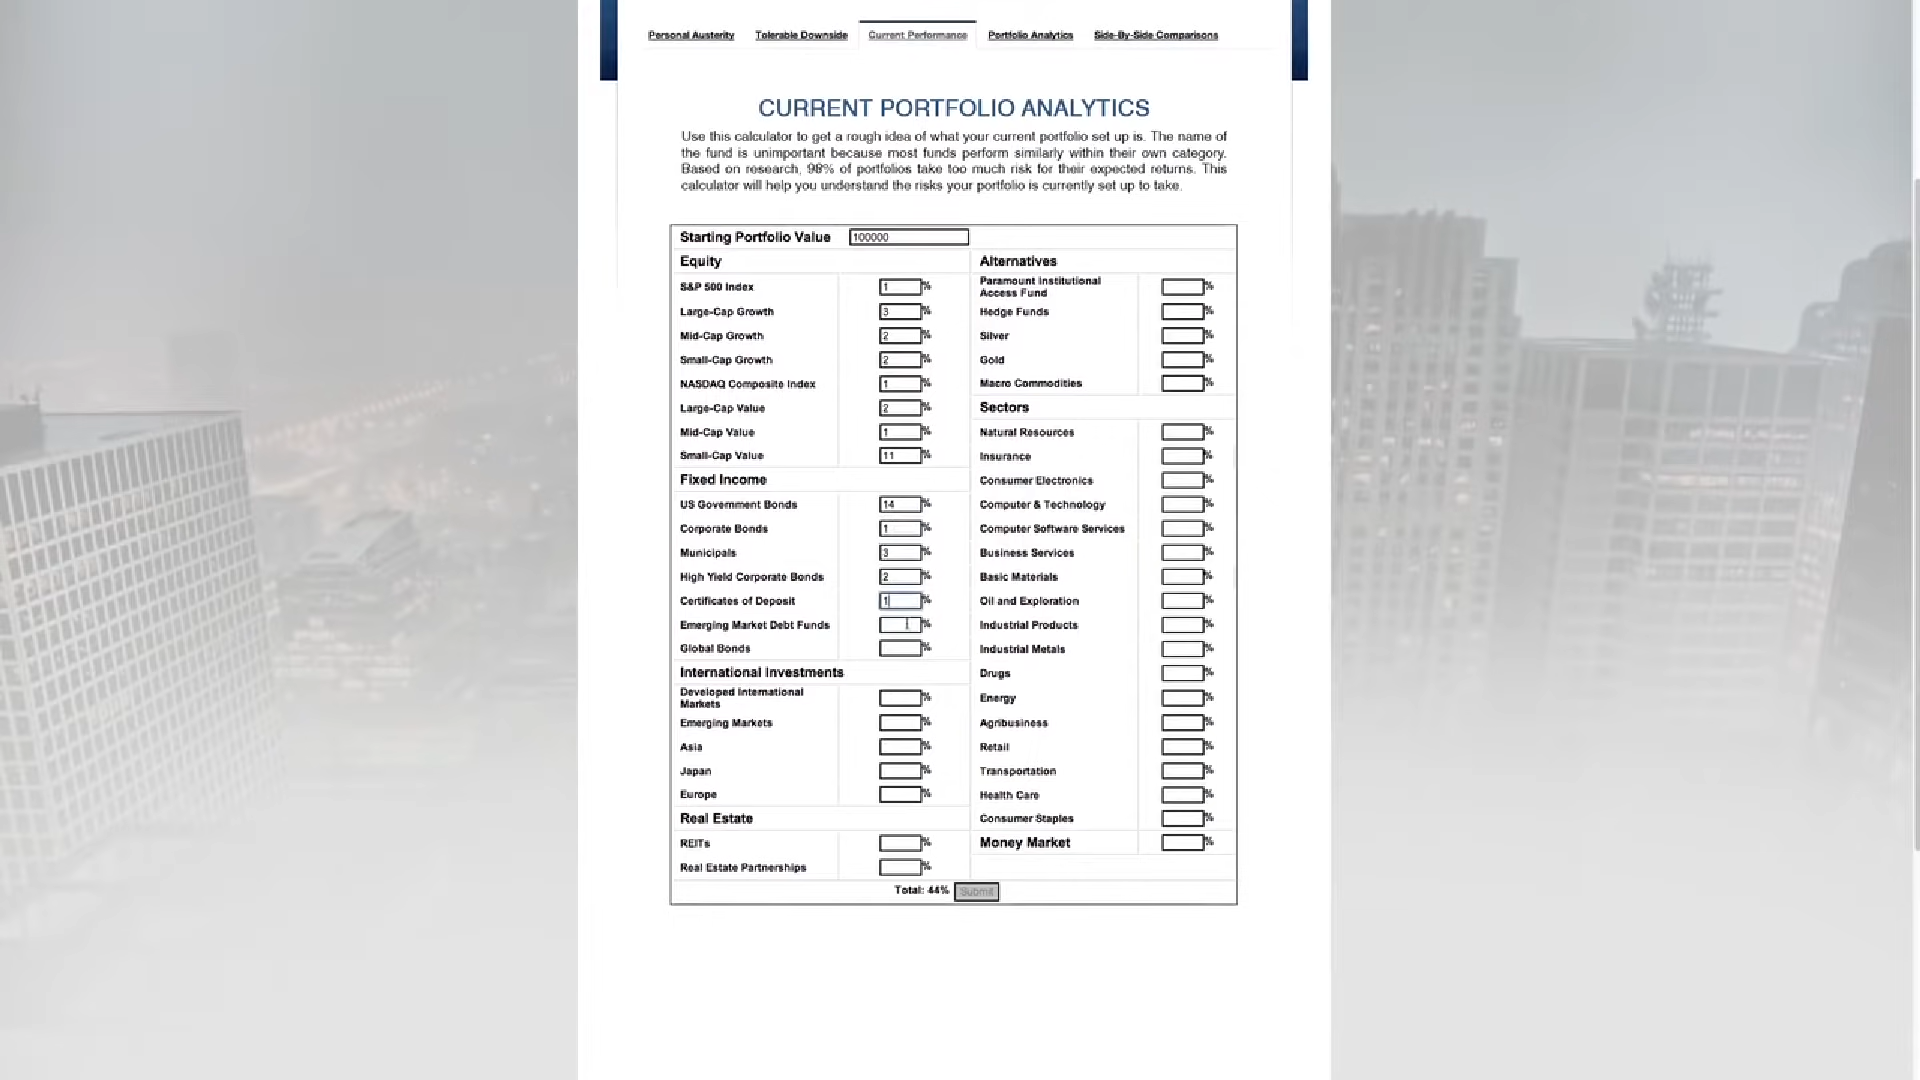 Personal Austerity Tolerable Downside Current Performance Portfolio Analytics Side-By-Side Comparisons
CURRENT PORTFOLIO ANALYTICS
Use this calculator to get a rough idea of what your current portfolio set up is. The name of
the fund is unimportant because most funds perform similarly within their own category.
Based on research, 98% of portfolios take too much risk for their expected returns. This
calculator will help you understand the risks your portfolio is currently set up to take.
Starting Portfolio Value 100000
Equity
S&P 500 Index 1 %
Large-Cap Growth 3 %
Mid-Cap Growth 2 %
Small-Cap Growth 2 %
NASDAQ Composite Index 1 %
Large-Cap Value 2 %
Mid-Cap Value 1 %
Small-Cap Value 11 %
Fixed Income
US Government Bonds 14 %
Corporate Bonds 1 %
Municipals 3 %
High Yield Corporate Bonds 2 %
Certificates of Deposit 1 %
Emerging Market Debt Funds %
Global Bonds %
International Investments
Developed International
Markets %
Emerging Markets %
Asia %
Japan %
Europe %
Real Estate
REITs %
Real Estate Partnerships %
Alternatives
Paramount Institutional
Access Fund %
Hedge Funds %
Silver %
Gold %
Macro Commodities %
Sectors
Natural Resources %
Insurance %
Consumer Electronics %
Computer & Technology %
Computer Software Services %
Business Services %
Basic Materials %
Oil and Exploration %
Industrial Products %
Industrial Metals %
Drugs %
Energy %
Agribusiness %
Retail %
Transportation %
Health Care %
Consumer Staples %
Money Market %
Total: 44% Submit